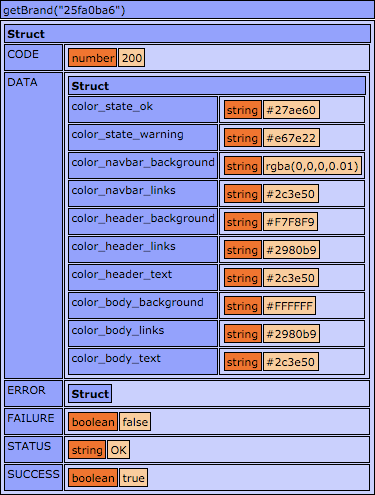 getBrand("25fa0ba6")
Struct
CODE number 200
DATA Struct
color_state_ok string #27ae60
color_state_warning string #e67e22
color_navbar_background string rgba(0,0,0,0.01)
color_navbar_links string #2c3e50
color_header_background string #F7F8F9
color_header_links string #2980b9
color_header_text string #2c3e50
color_body_background string #FFFFFF
color_body_links string #2980b9
color_body_text string #2c3e50
ERROR Struct
FAILURE boolean false
STATUS string OK
SUCCESS boolean true